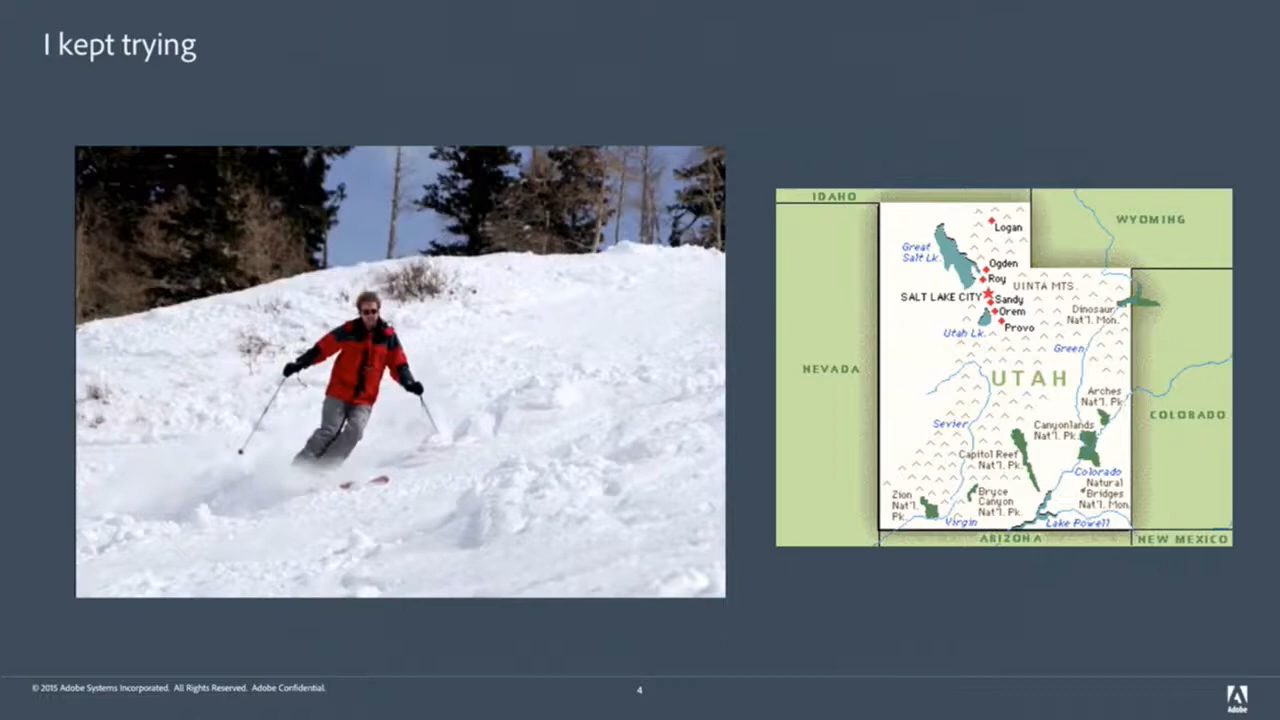 I kept trying
IDAHO
WYOMING
Logan
Great
Salt Lk.
Ogden
Roy
UINTA MTS.
SALT LAKE CITY
Sandy
Orem
Dinosaur
Nat'l. Mon.
Utah Lk.
Provo
Green
NEVADA
UTAH
Arches
Nat'l. Pk.
COLORADO
Sevier
Canyonlands
Nat'l. Pk.
Capitol Reef
Nat'l. Pk.
Colorado
Natural
Bridges
Nat'l. Mon.
Zion
Nat'l.
Pk.
Bryce
Canyon
Nat'l. Pk.
Virgin
Lake Powell
ARIZONA
NEW MEXICO
© 2015 Adobe Systems Incorporated. All Rights Reserved. Adobe Confidential.
4
Adobe